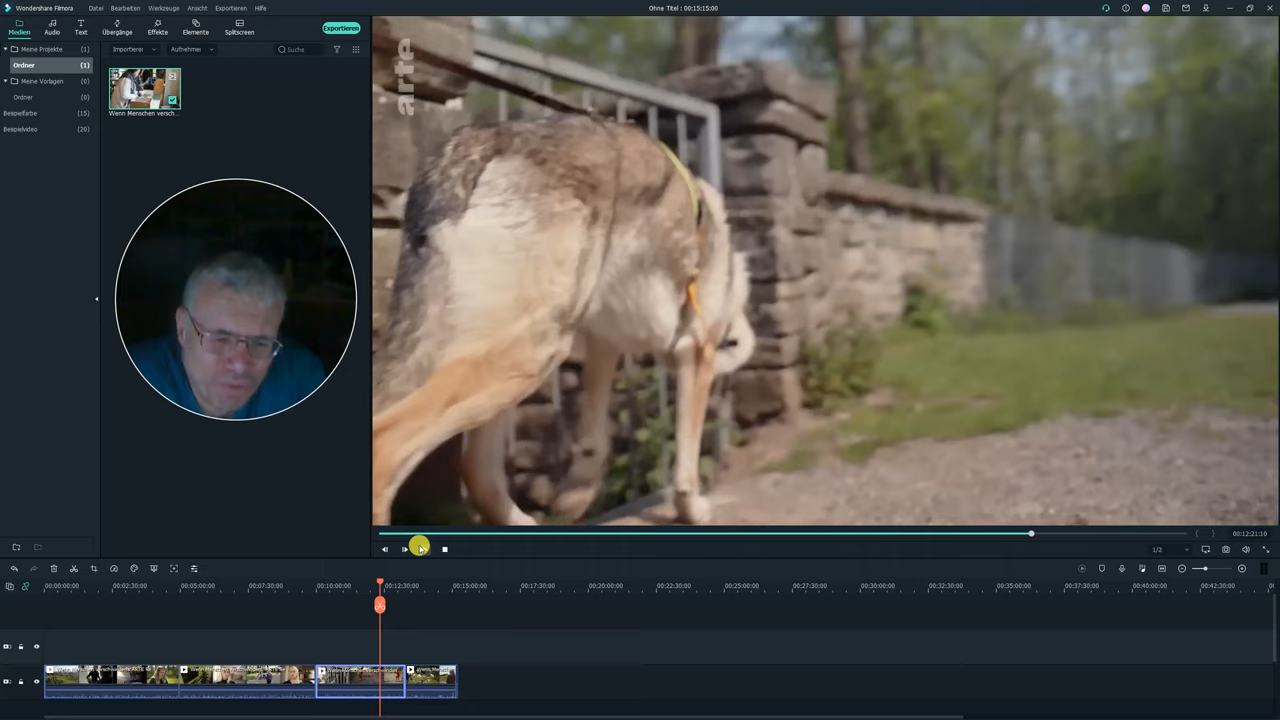 Wondershare Filmora
Datei
Bearbeiten
Werkzeuge
Ansicht
Exportieren
Hilfe
Ohne Titel : 00:15:15:00
Medien
Audio
Text
Übergänge
Effekte
Elemente
Splitscreen
Exportieren
Meine Projekte (1)
Ordner (1)
Meine Vorlagen (0)
Ordner (0)
Bespielfarbe (15)
Bespielvideo (20)
Importieren
Aufnehmen
Suche
Wenn Menschen versch...
arte
1/2
00:12:21:10
00:00:00:00
00:02:30:00
00:05:00:00
00:07:30:00
00:10:00:00
00:12:30:00
00:15:00:00
00:17:30:00
00:20:00:00
00:22:30:00
00:25:00:00
00:27:30:00
00:30:00:00
00:32:30:00
00:35:00:00
00:37:30:00
00:40:00:00
00:42:30:00